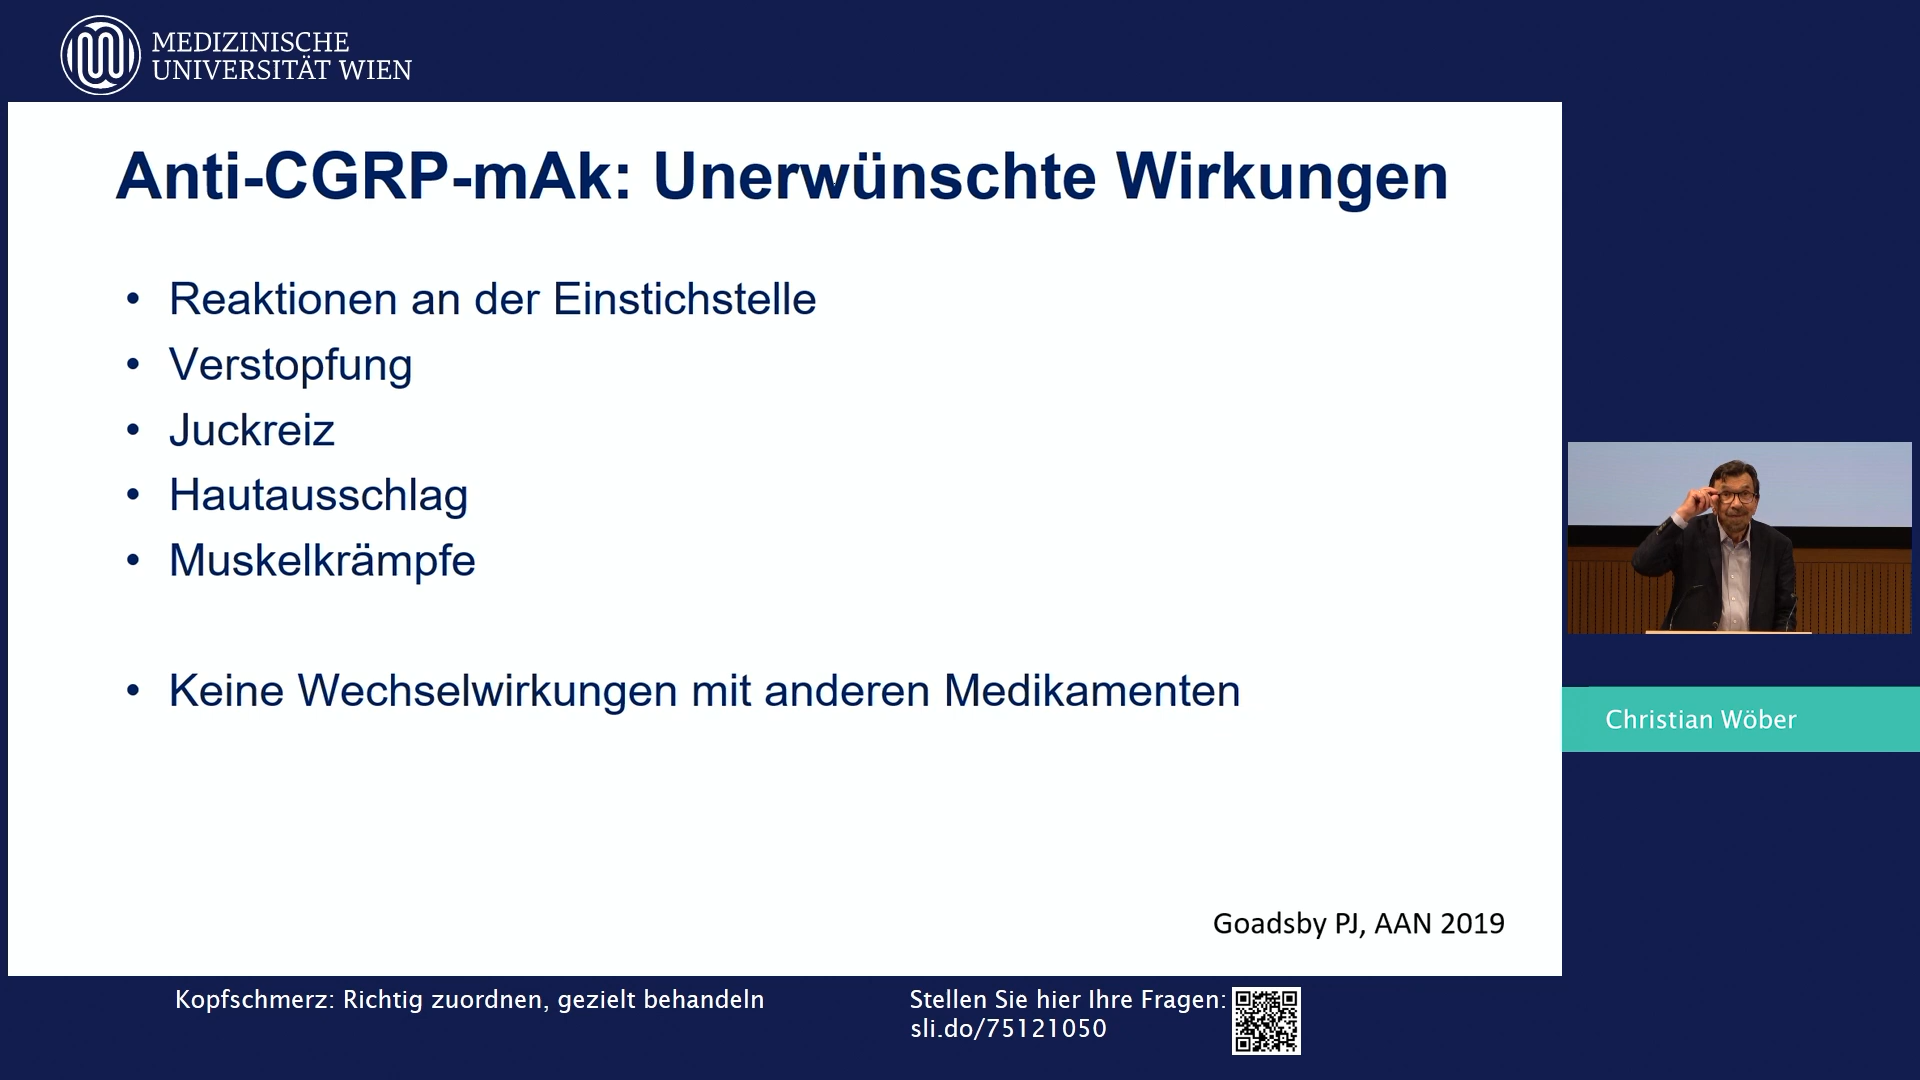 MEDIZINISCHE
UNIVERSITÄT WIEN
Anti-CGRP-mAk: Unerwünschte Wirkungen
• Reaktionen an der Einstichstelle
• Verstopfung
• Juckreiz
• Hautausschlag
• Muskelkrämpfe
• Keine Wechselwirkungen mit anderen Medikamenten
Goadsby PJ, AAN 2019
Christian Wöber
Kopfschmerz: Richtig zuordnen, gezielt behandeln
Stellen Sie hier Ihre Fragen:
sli.do/75121050